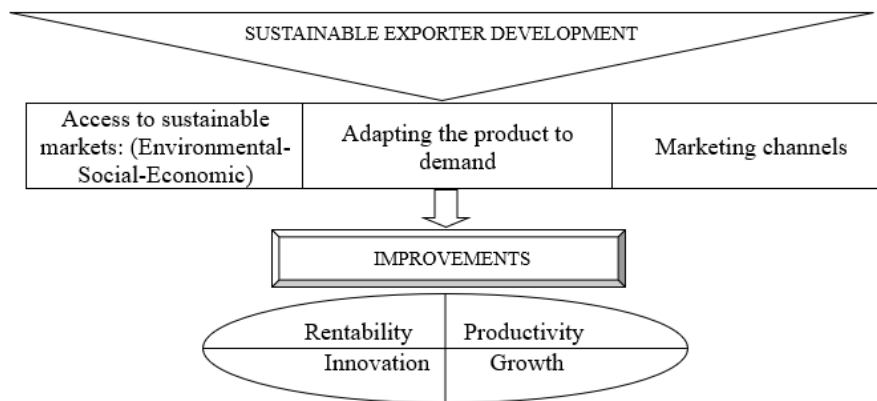 SUSTAINABLE EXPORTER DEVELOPMENT
Access to sustainable
markets: (Environmental-
Social-Economic)
Adapting the product to
demand
Marketing channels
IMPROVEMENTS
Rentability
Productivity
Innovation
Growth